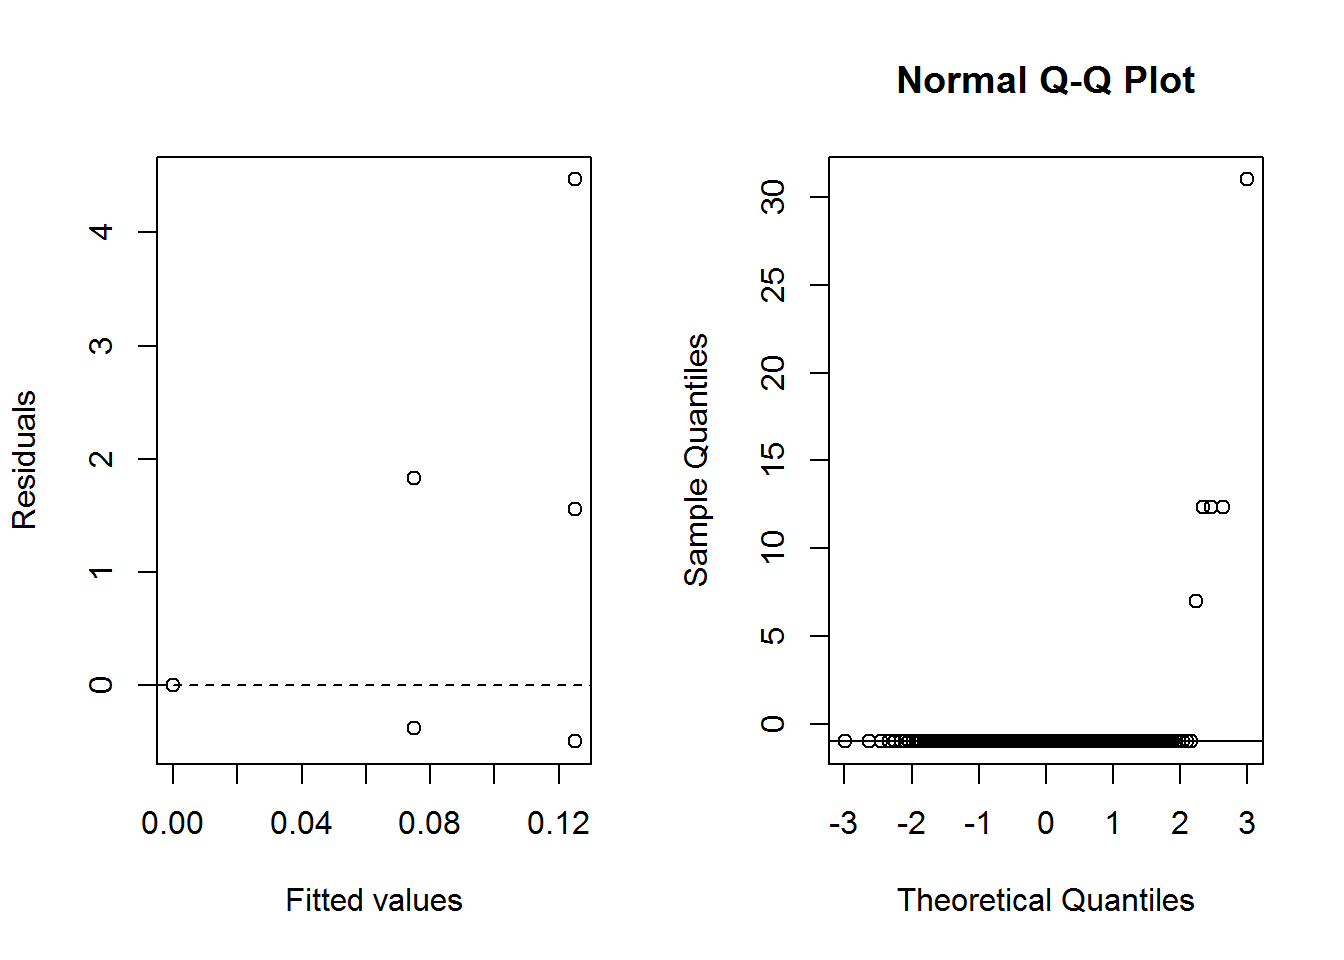 Normal Q-Q Plot
Residuals
0 1 2 3 4
0.00 0.04 0.08 0.12
Fitted values
Sample Quantiles
0 5 10 15 20 25 30
-3 -2 -1 0 1 2 3
Theoretical Quantiles